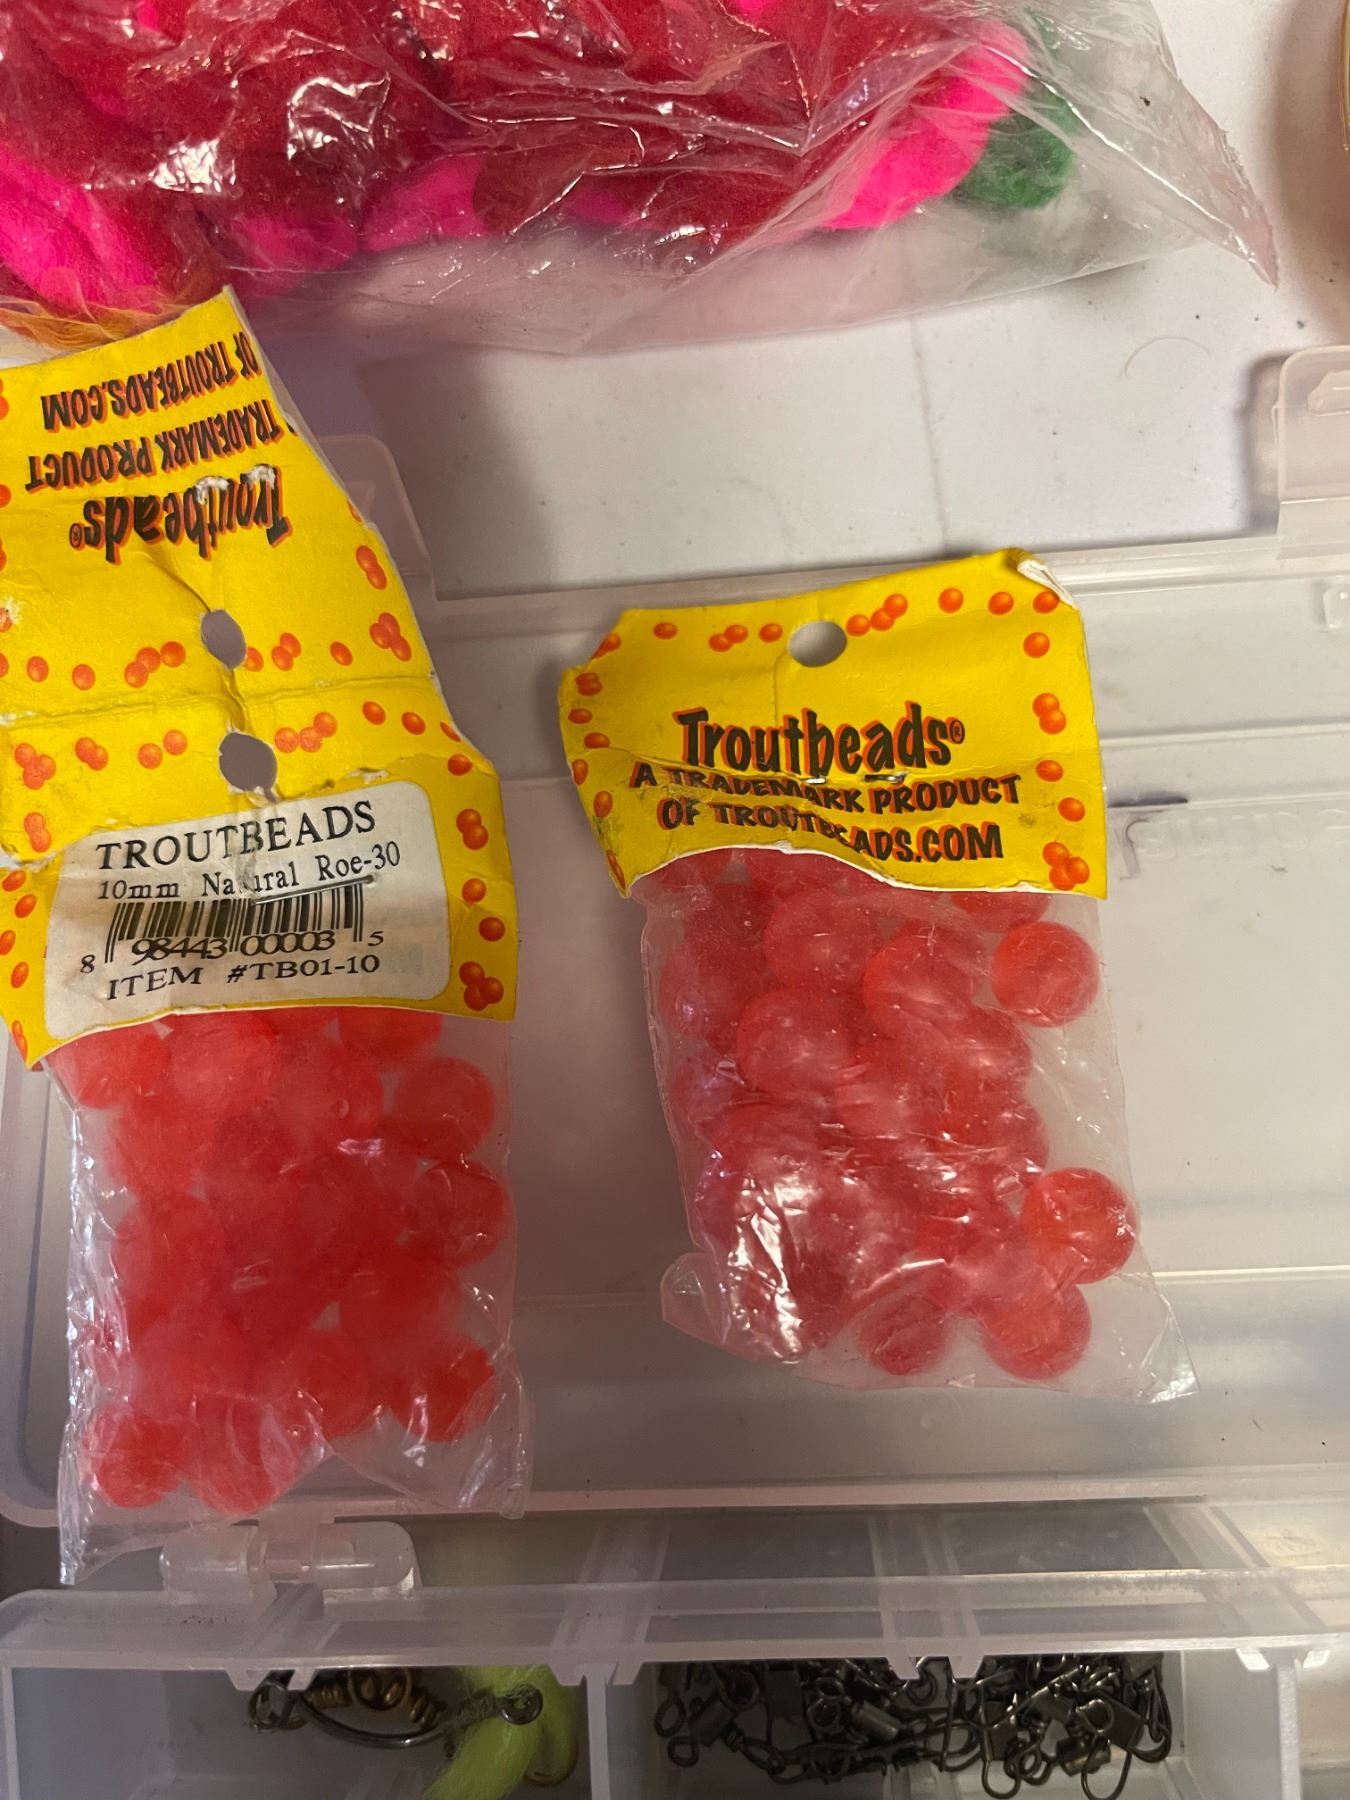 Troutbeads®
TRADEMARK PRODUCT
OF TROUTBEADS.COM
TROUTBEADS
10mm Natural Roe-30
8 98443 00003 5
ITEM #TB01-10
Troutbeads®
A TRADEMARK PRODUCT
OF TROUTBEADS.COM